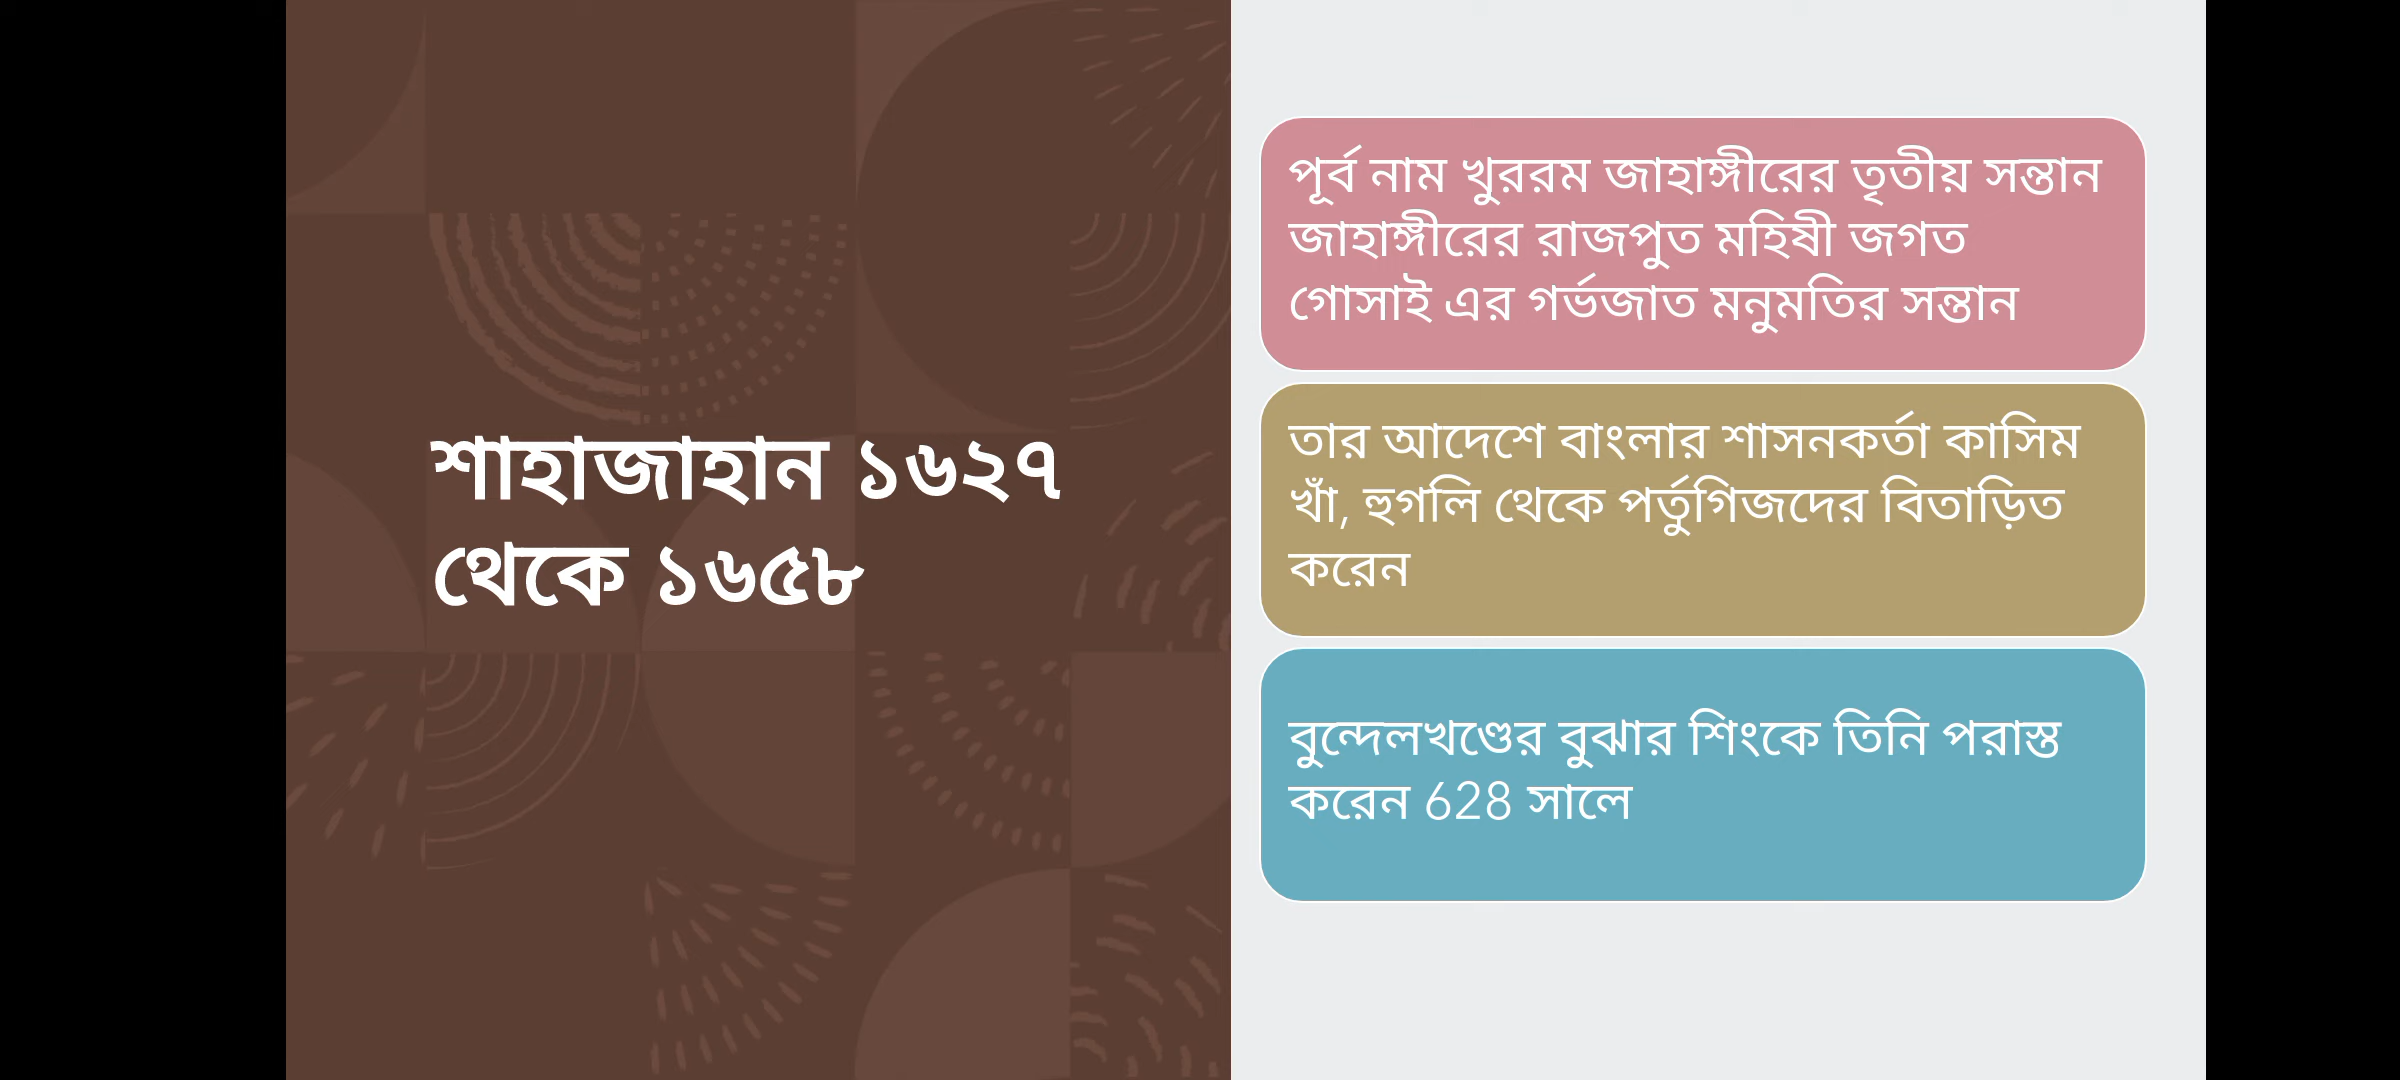 শাহাজাহান ১৬২৭
থেকে ১৬৫৮
পূর্ব নাম খুররম জাহাঙ্গীরের তৃতীয় সন্তান
জাহাঙ্গীরের রাজপুত মহিষী জগত
গোসাই এর গর্ভজাত মনুমতির সন্তান
তার আদেশে বাংলার শাসনকর্তা কাসিম
খাঁ, হুগলি থেকে পর্তুগিজদের বিতাড়িত
করেন
বুন্দেলখণ্ডের বুঝার শিংকে তিনি পরাস্ত
করেন 628 সালে